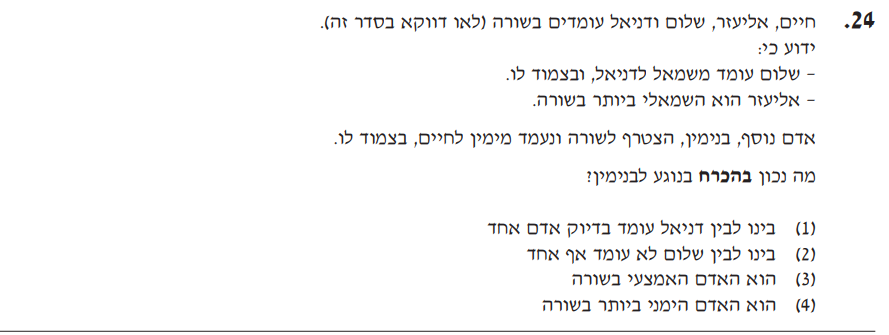 24. חיים, אליעזר, שלום ודניאל עומדים בשורה (לאו דווקא בסדר זה).
ידוע כי:
– שלום עומד משמאל לדניאל, ובצמוד לו.
– אליעזר הוא השמאלי ביותר בשורה.
אדם נוסף, בנימין, הצטרף לשורה ונעמד מימין לחיים, בצמוד לו.
מה נכון בהכרח בנוגע לבנימין?
(1) בינו לבין דניאל עומד בדיוק אדם אחד
(2) בינו לבין שלום לא עומד אף אחד
(3) הוא האדם האמצעי בשורה
(4) הוא האדם הימני ביותר בשורה